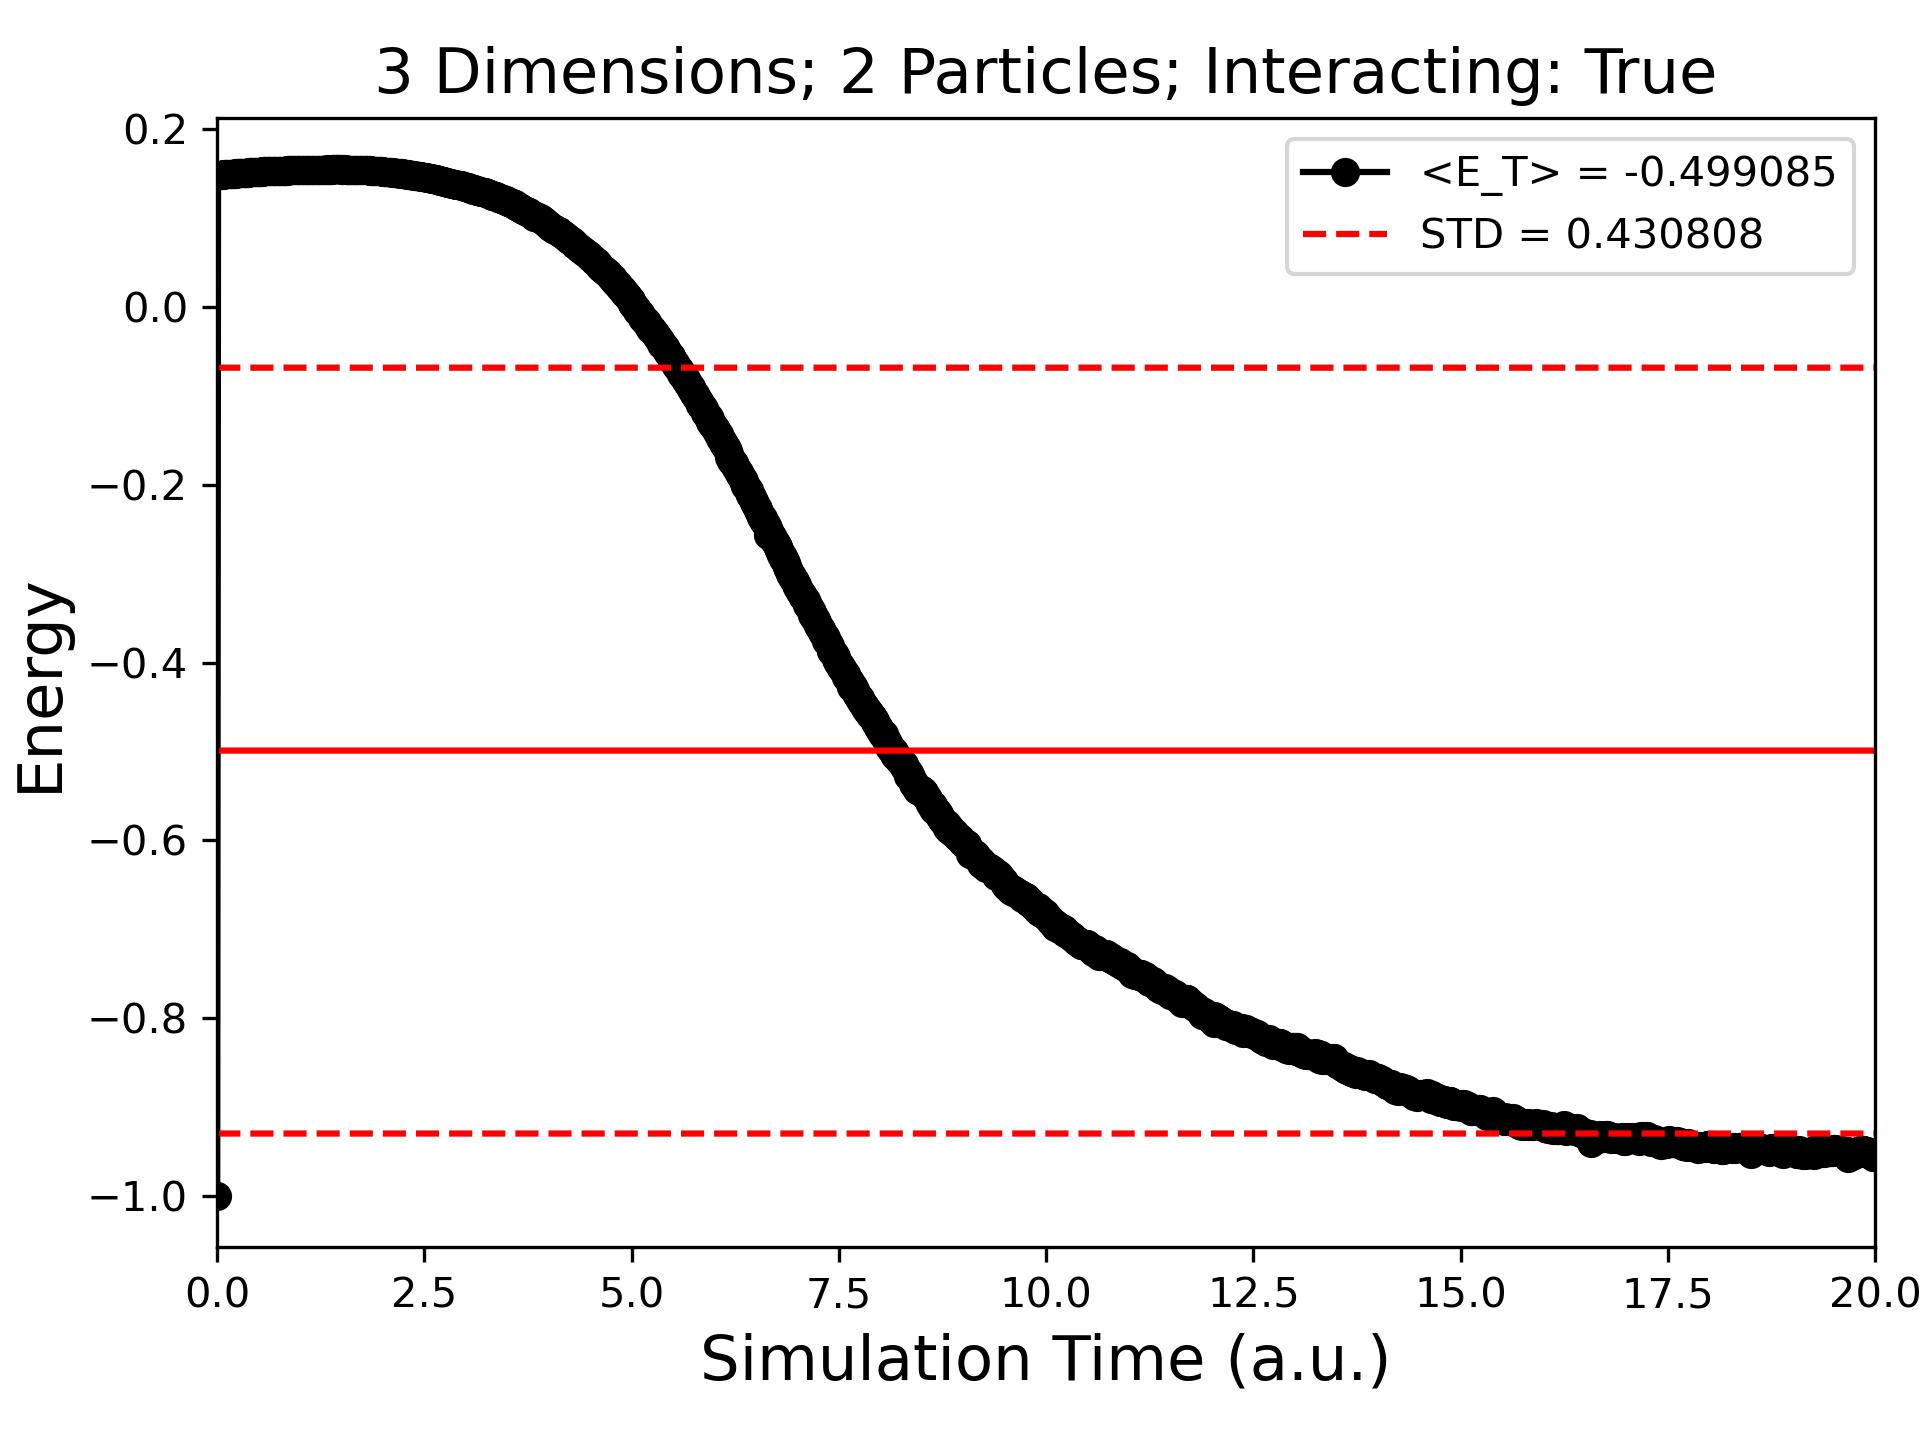 3 Dimensions; 2 Particles; Interacting: True
<E_T> = -0.499085
STD = 0.430808
Energy
0.2
0.0
−0.2
−0.4
−0.6
−0.8
−1.0
0.0 2.5 5.0 7.5 10.0 12.5 15.0 17.5 20.0
Simulation Time (a.u.)